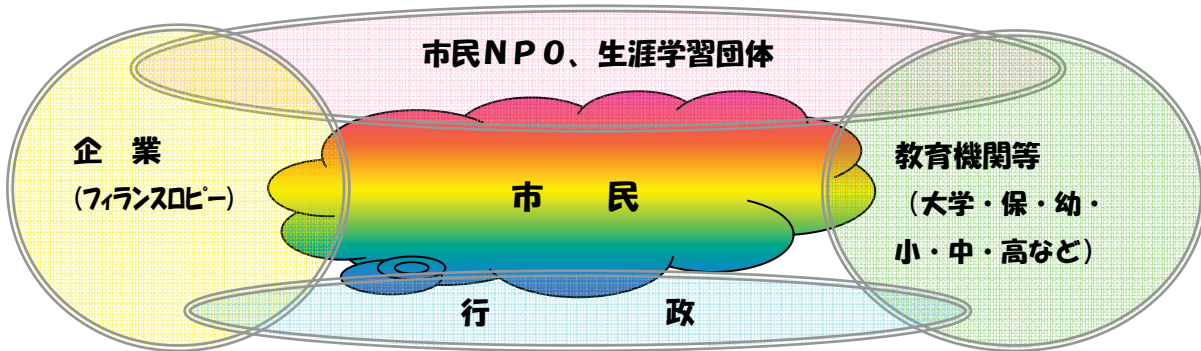 市民ＮＰＯ、生涯学習団体
企　業
（フィランスロピー）
市　　民
教育機関等
（大学・保・幼・
小・中・高など）
行　　　政